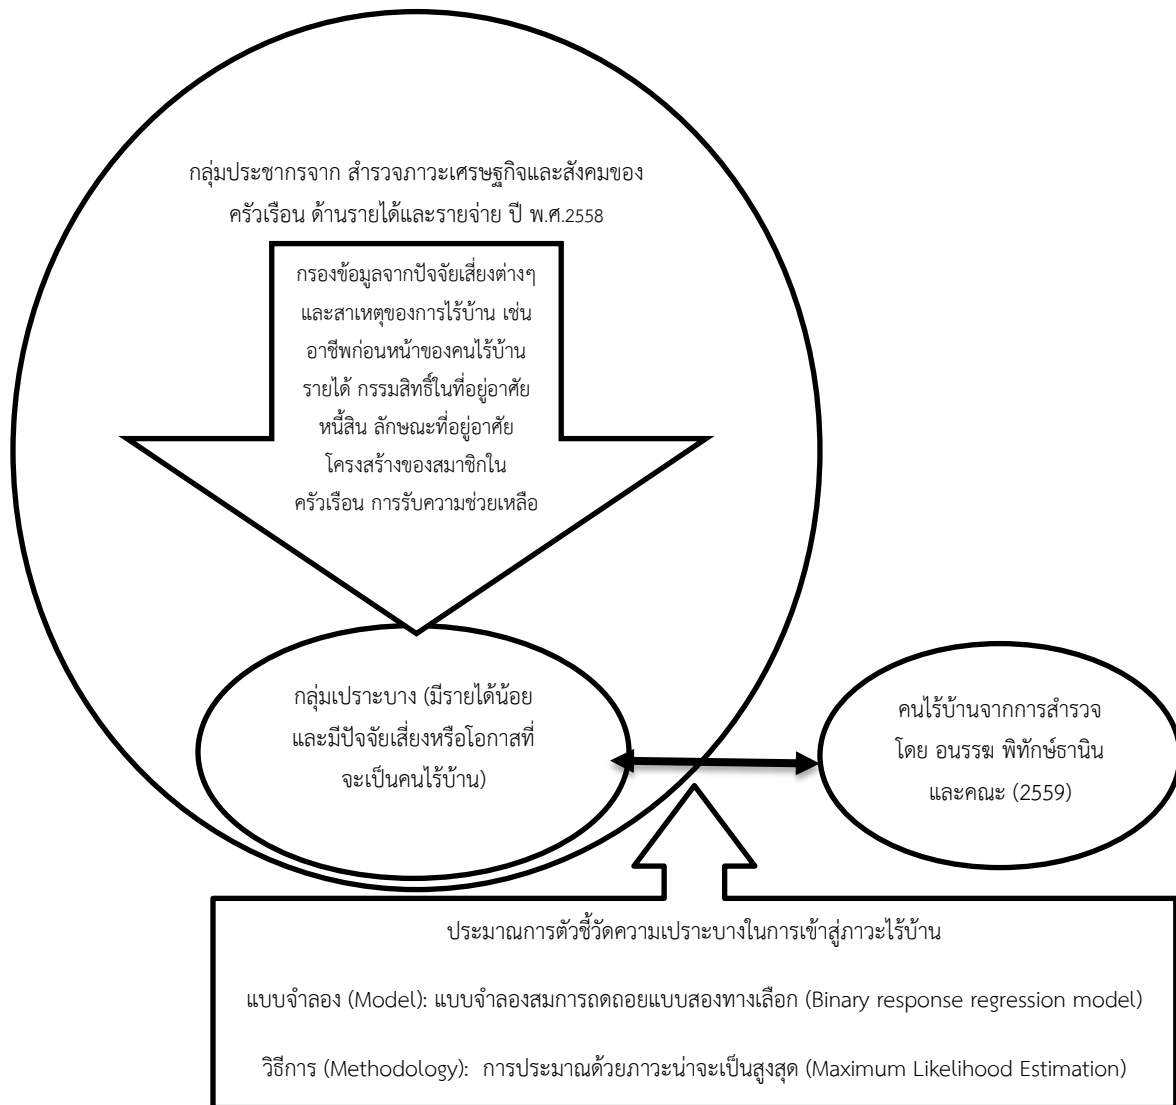 กลุ่มประชากรจาก สำรวจภาวะเศรษฐกิจและสังคมของ
ครัวเรือน ด้านรายได้และรายจ่าย ปี พ.ศ.2558
กรองข้อมูลจากปัจจัยเสี่ยงต่างๆ
และสาเหตุของการไร้บ้าน เช่น
อาชีพก่อนหน้าของคนไร้บ้าน
รายได้ กรรมสิทธิ์ในที่อยู่อาศัย
หนี้สิน ลักษณะที่อยู่อาศัย
โครงสร้างของสมาชิกใน
ครัวเรือน การรับความช่วยเหลือ
กลุ่มเปราะบาง (มีรายได้น้อย
และมีปัจจัยเสี่ยงหรือโอกาสที่
จะเป็นคนไร้บ้าน)
คนไร้บ้านจากการสำรวจ
โดย อนรรฆ พิทักษ์ธานิน
และคณะ (2559)
ประมาณการตัวชี้วัดความเปราะบางในการเข้าสู่ภาวะไร้บ้าน
แบบจำลอง (Model): แบบจำลองสมการถดถอยแบบสองทางเลือก (Binary response regression model)
วิธีการ (Methodology): การประมาณด้วยภาวะน่าจะเป็นสูงสุด (Maximum Likelihood Estimation)